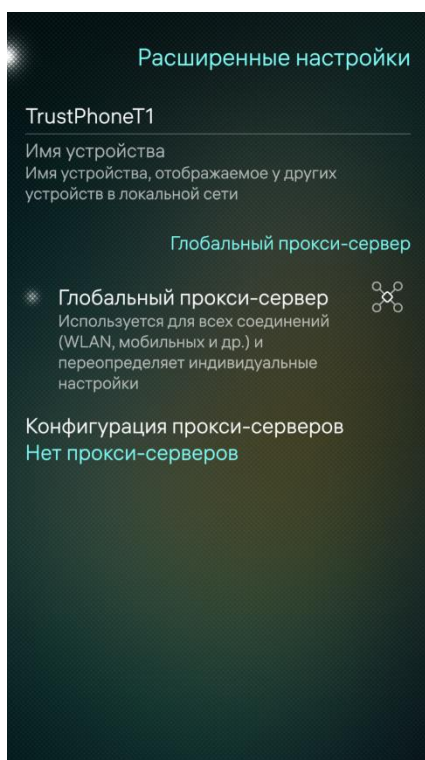 Расширенные настройки
TrustPhoneT1
Имя устройства
Имя устройства, отображаемое у других
устройств в локальной сети
Глобальный прокси-сервер
Глобальный прокси-сервер
Используется для всех соединений
(WLAN, мобильных и др.) и
переопределяет индивидуальные
настройки
Конфигурация прокси-серверов
Нет прокси-серверов